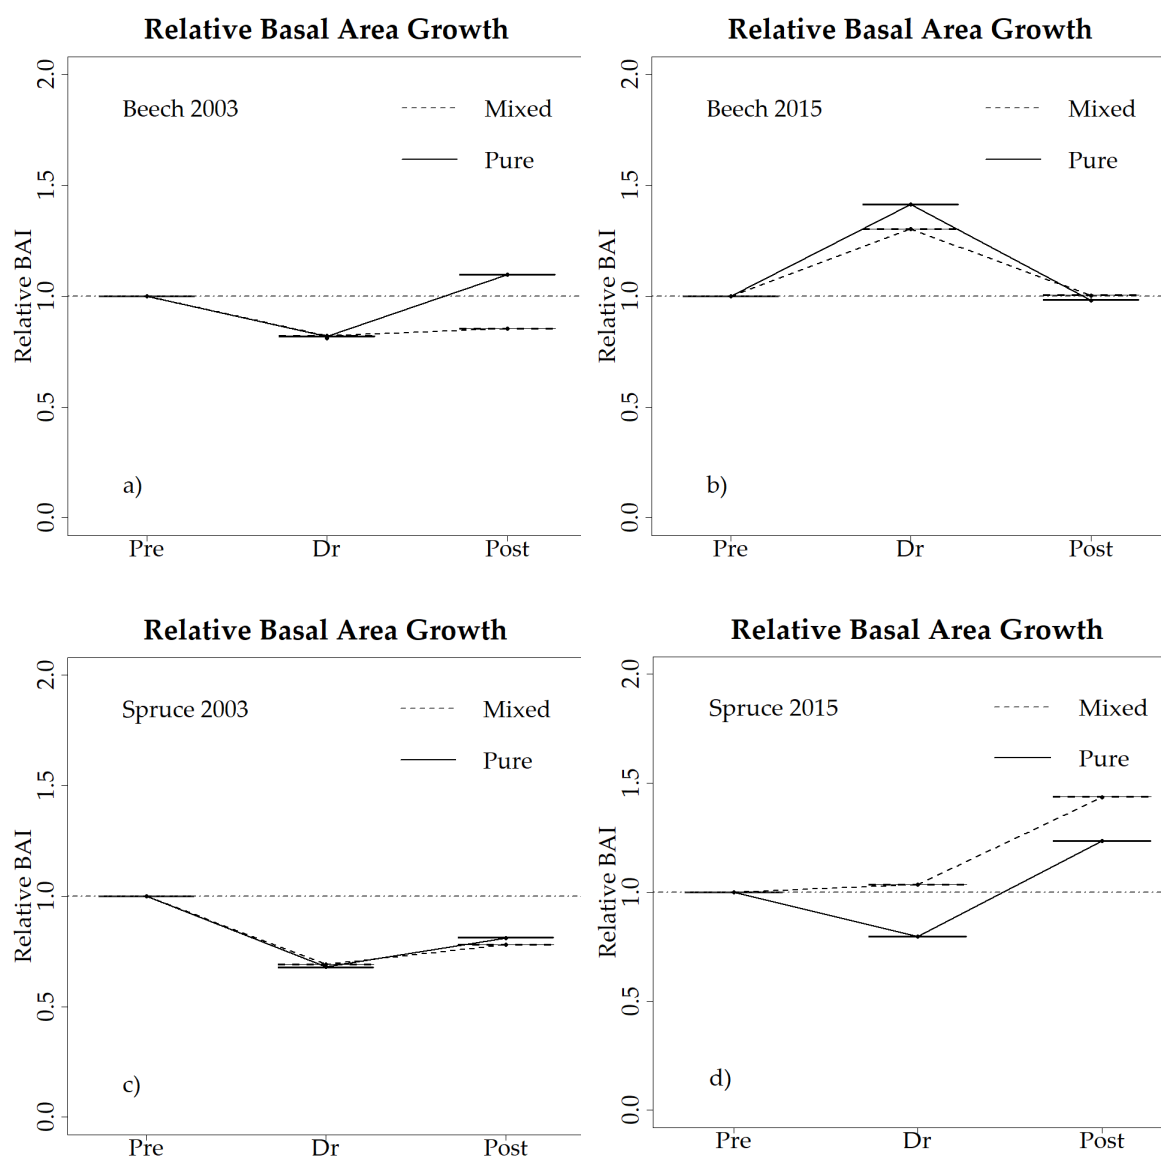 Relative Basal Area Growth
Beech 2003
Mixed
Pure
Relative BAI
2.0
1.5
1.0
0.5
0.0
a)
Pre Dr Post
Relative Basal Area Growth
Beech 2015
Mixed
Pure
Relative BAI
2.0
1.5
1.0
0.5
0.0
b)
Pre Dr Post
Relative Basal Area Growth
Spruce 2003
Mixed
Pure
Relative BAI
2.0
1.5
1.0
0.5
0.0
c)
Pre Dr Post
Relative Basal Area Growth
Spruce 2015
Mixed
Pure
Relative BAI
2.0
1.5
1.0
0.5
0.0
d)
Pre Dr Post